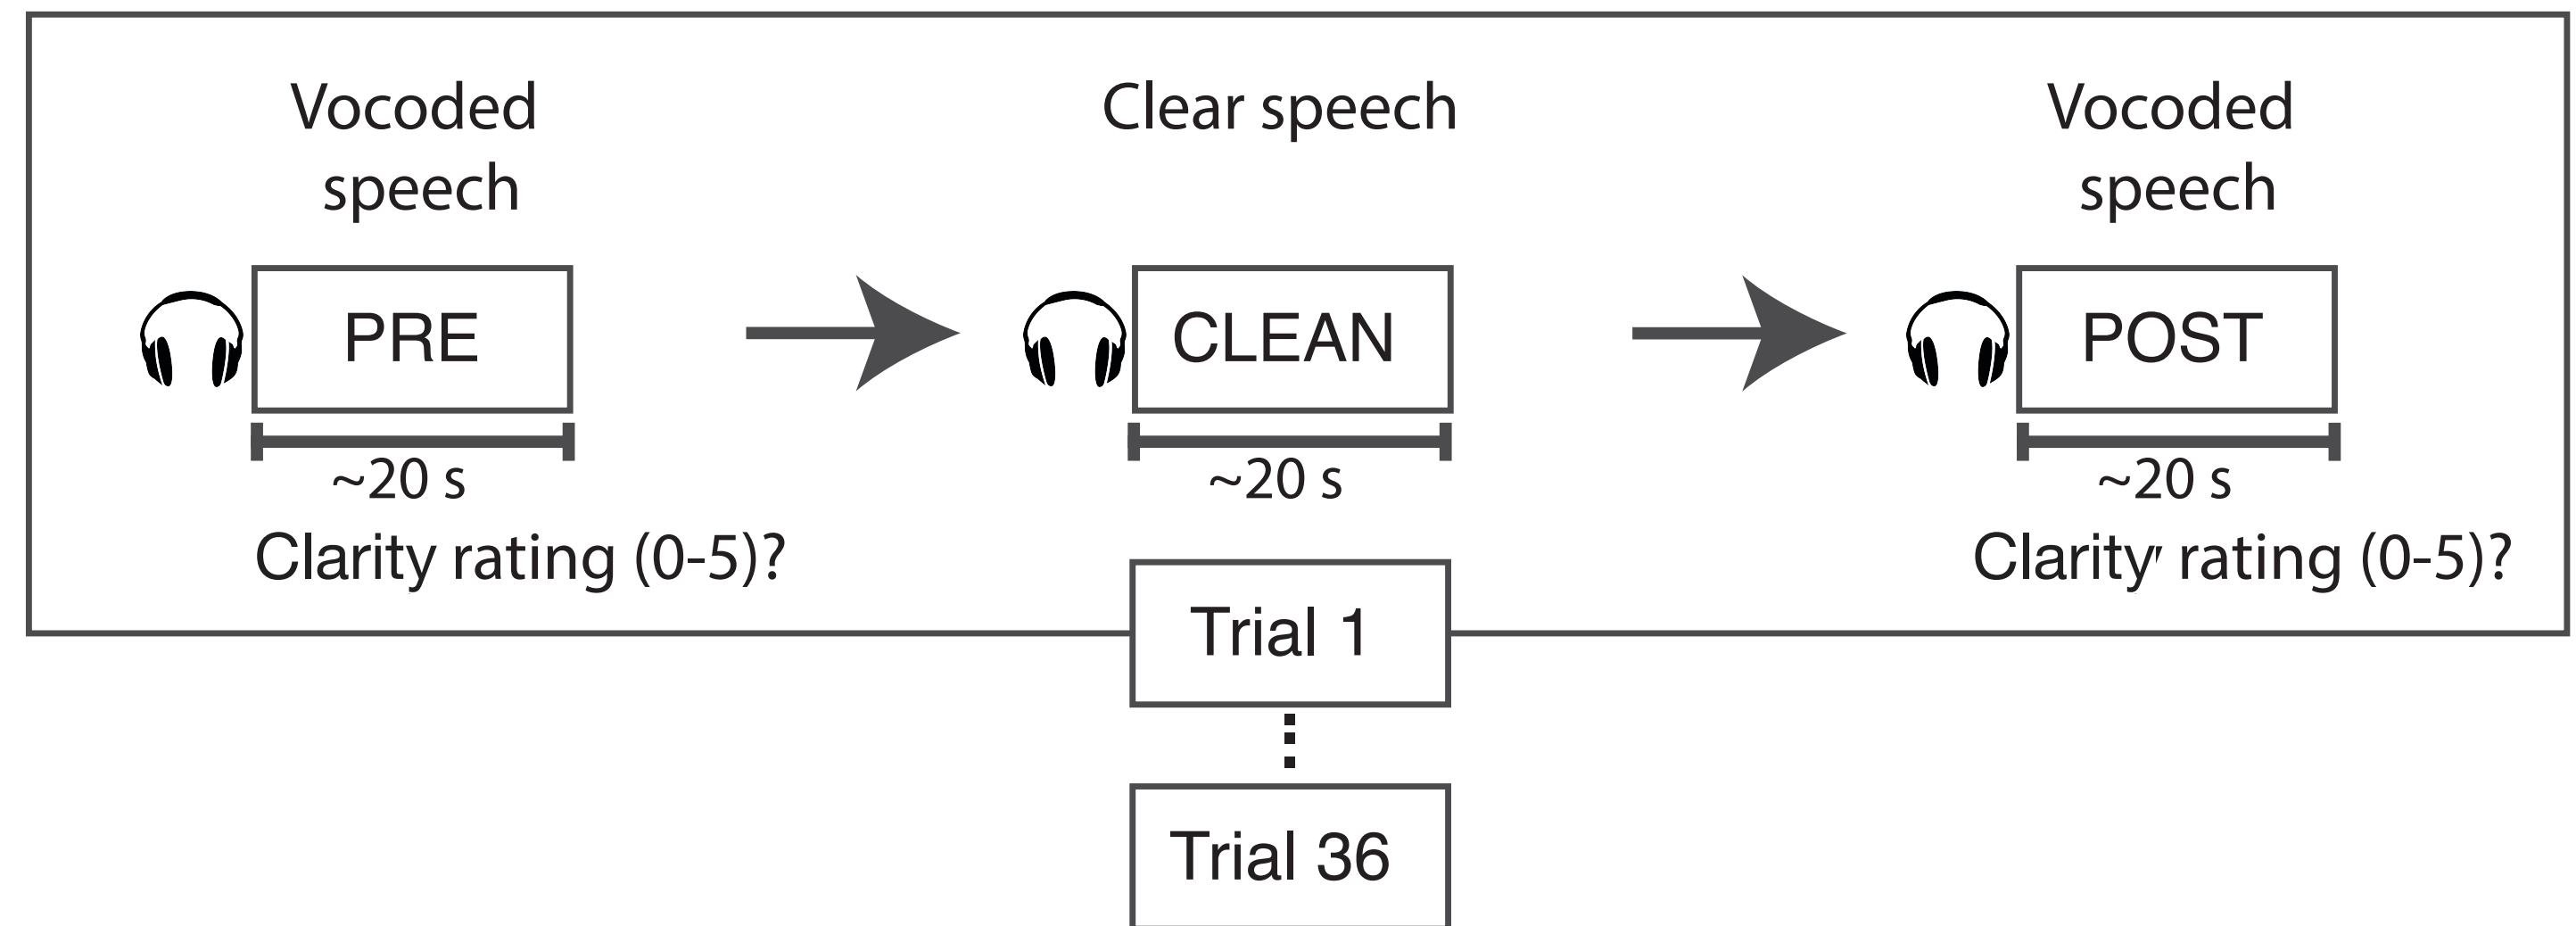 Vocoded
speech
Clear speech
Vocoded
speech
PRE
CLEAN
POST
~20 s
~20 s
~20 s
Clarity rating (0-5)?
Clarity rating (0-5)?
Trial 1
Trial 36